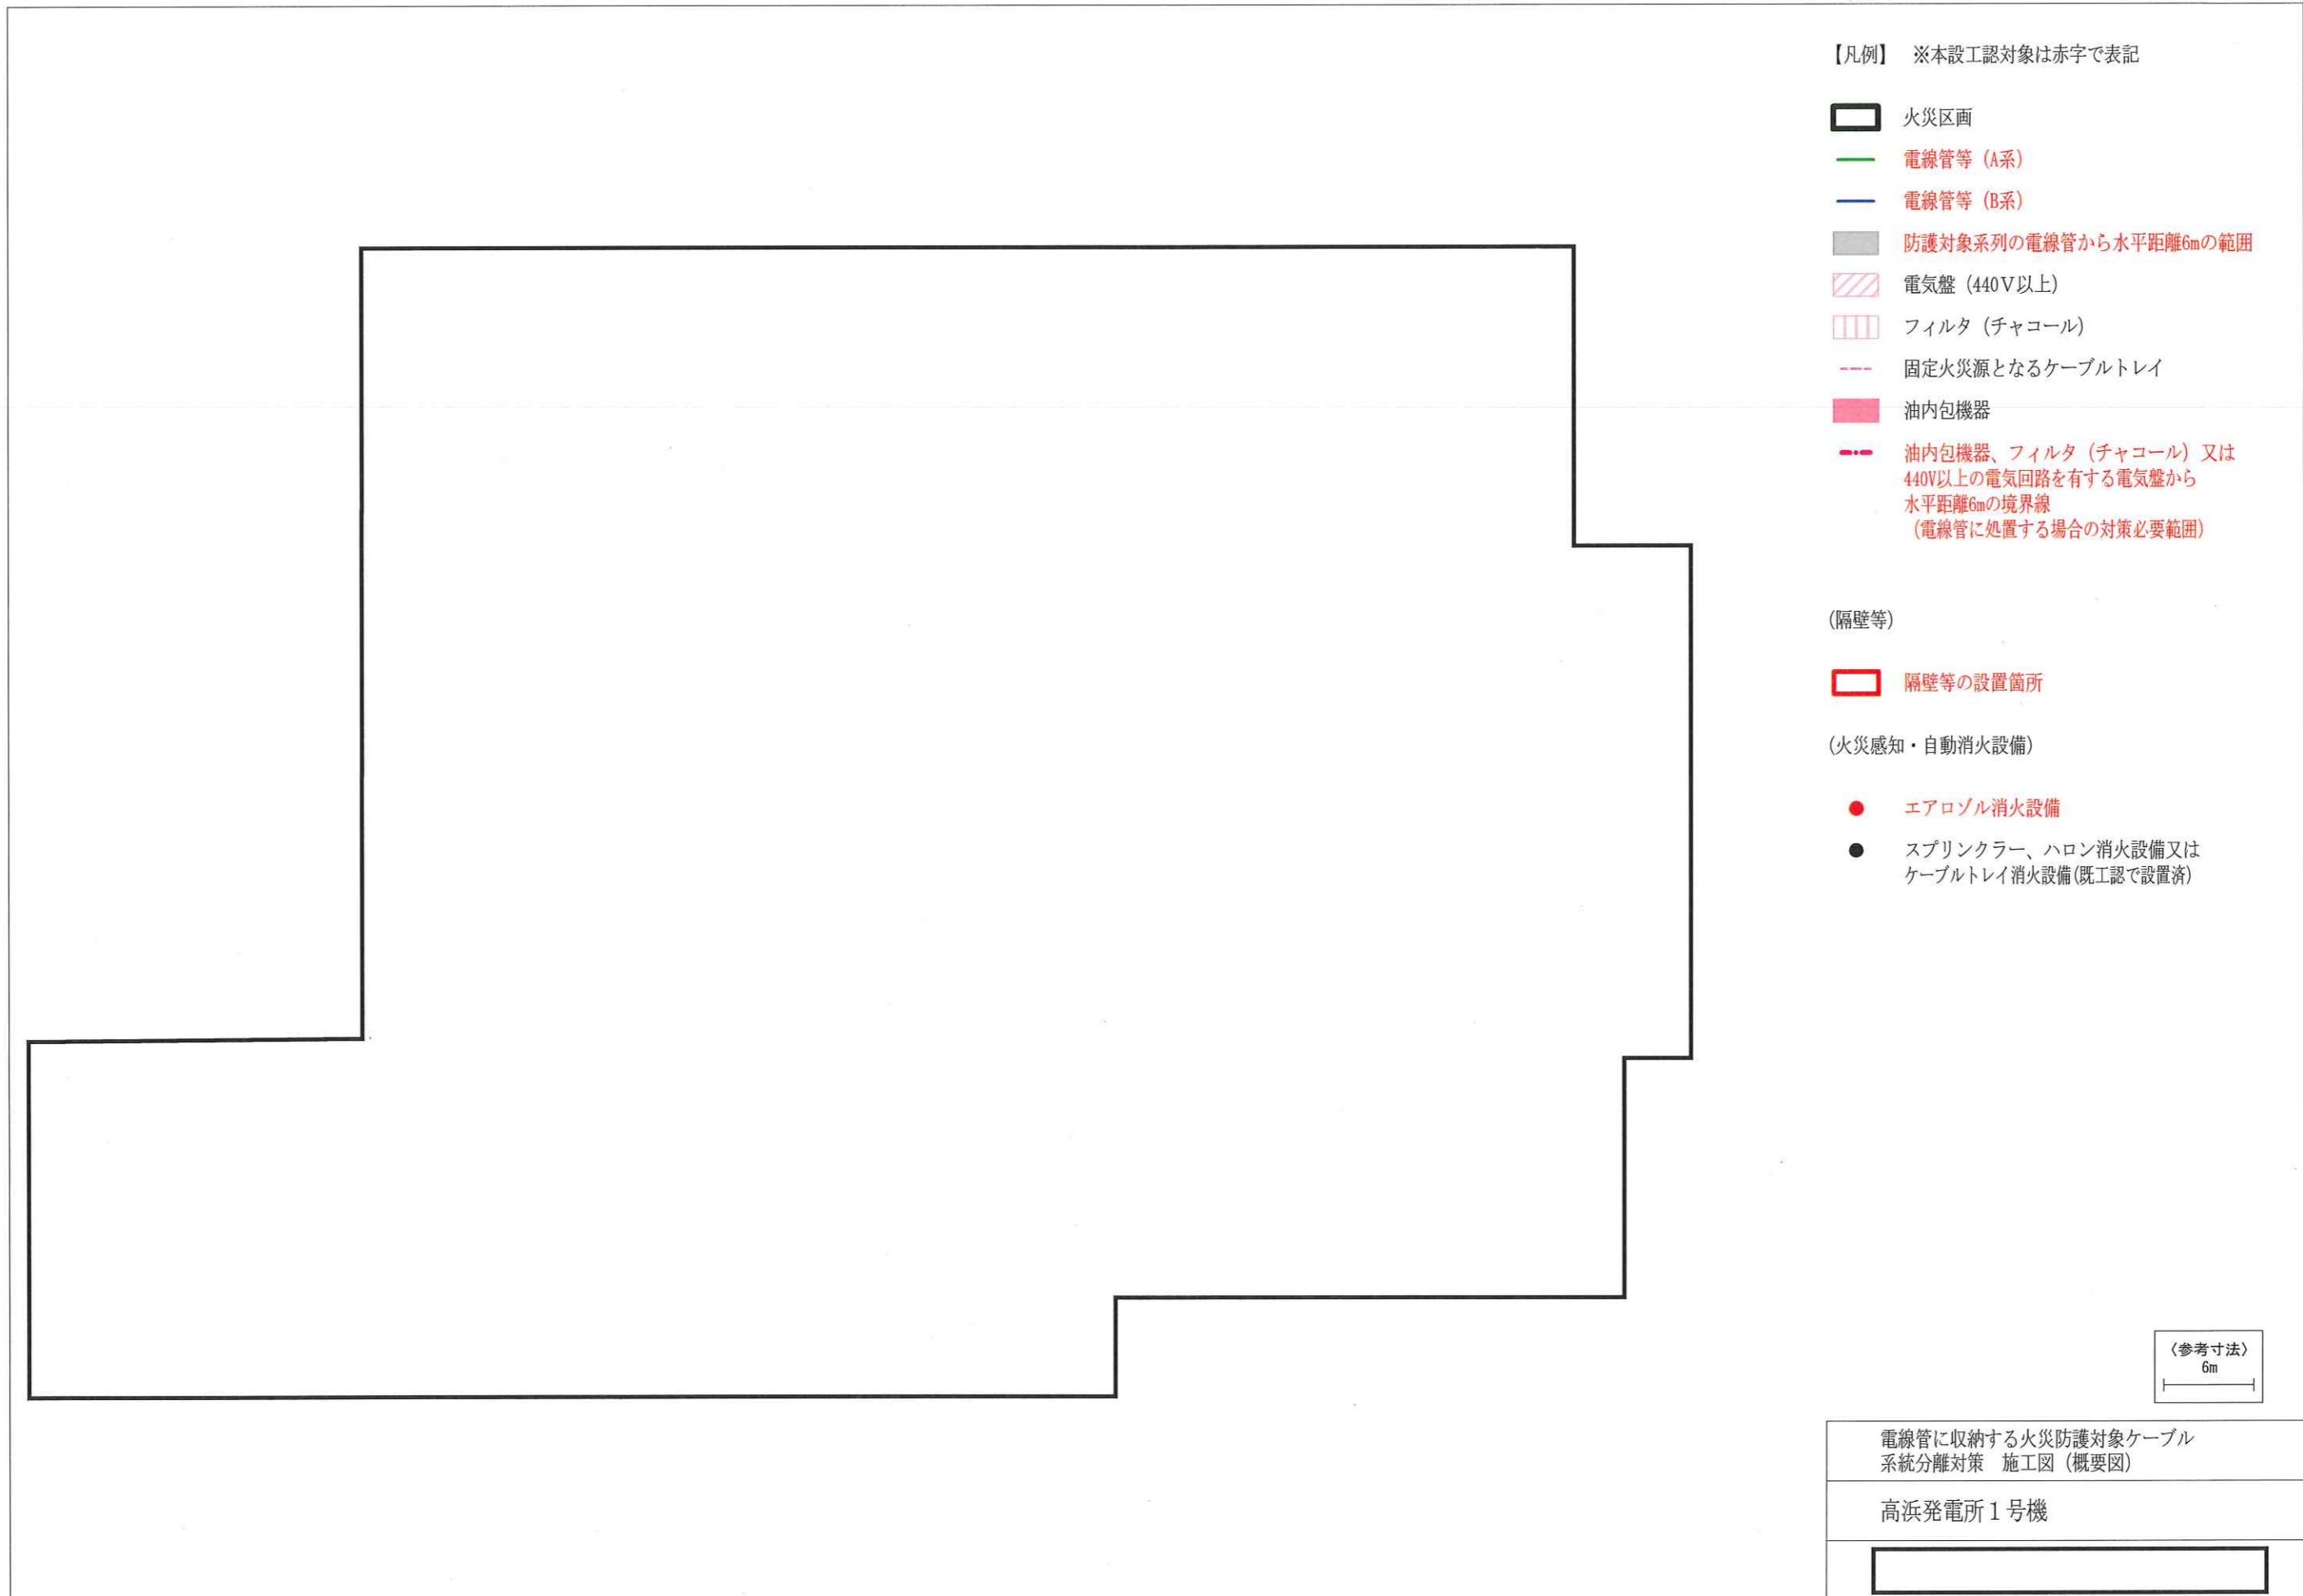 【凡例】 ※本設工認対象は赤字で表記
火災区画
電線管等（A系）
電線管等（B系）
防護対象系列の電線管から水平距離6mの範囲
電気盤（440Ｖ以上）
フィルタ（チャコール）
固定火災源となるケーブルトレイ
油内包機器
油内包機器、フィルタ（チャコール）又は
440V以上の電気回路を有する電気盤から
水平距離6mの境界線
（電線管に処置する場合の対策必要範囲）
(隔壁等)
隔壁等の設置箇所
(火災感知・自動消火設備)
エアロゾル消火設備
スプリンクラー、ハロン消火設備又は
ケーブルトレイ消火設備(既工認で設置済)
〈参考寸法〉
6m
電線管に収納する火災防護対象ケーブル
系統分離対策　施工図（概要図）
高浜発電所１号機